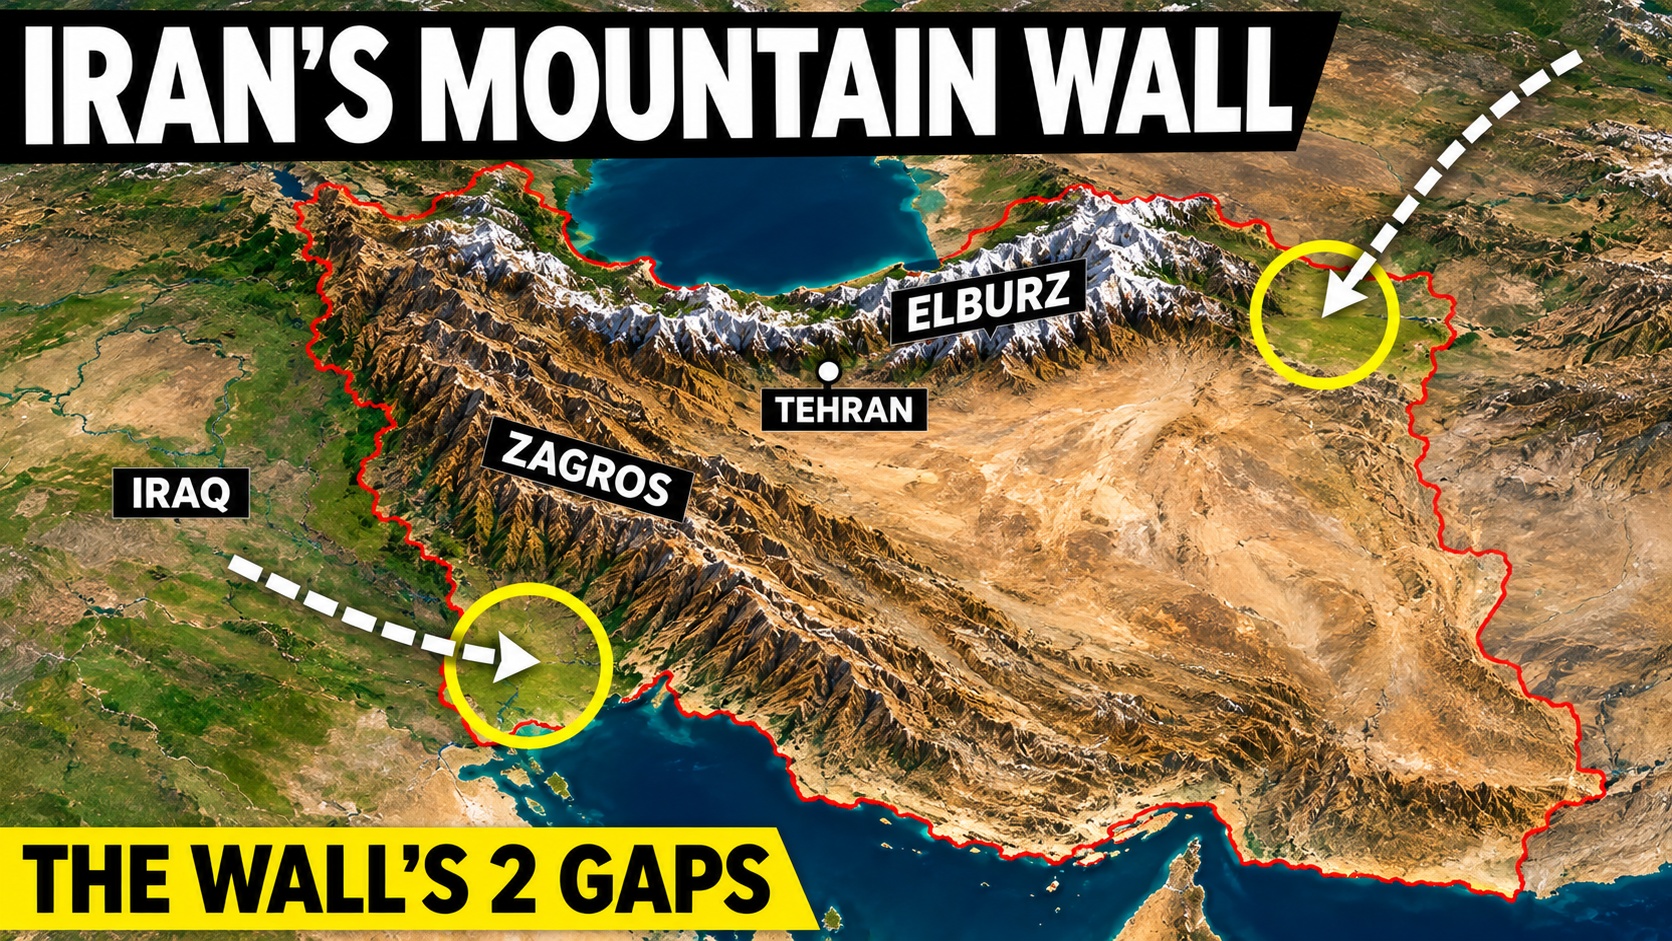 IRAN'S MOUNTAIN WALL
ELBURZ
TEHRAN
ZAGROS
IRAQ
THE WALL'S 2 GAPS